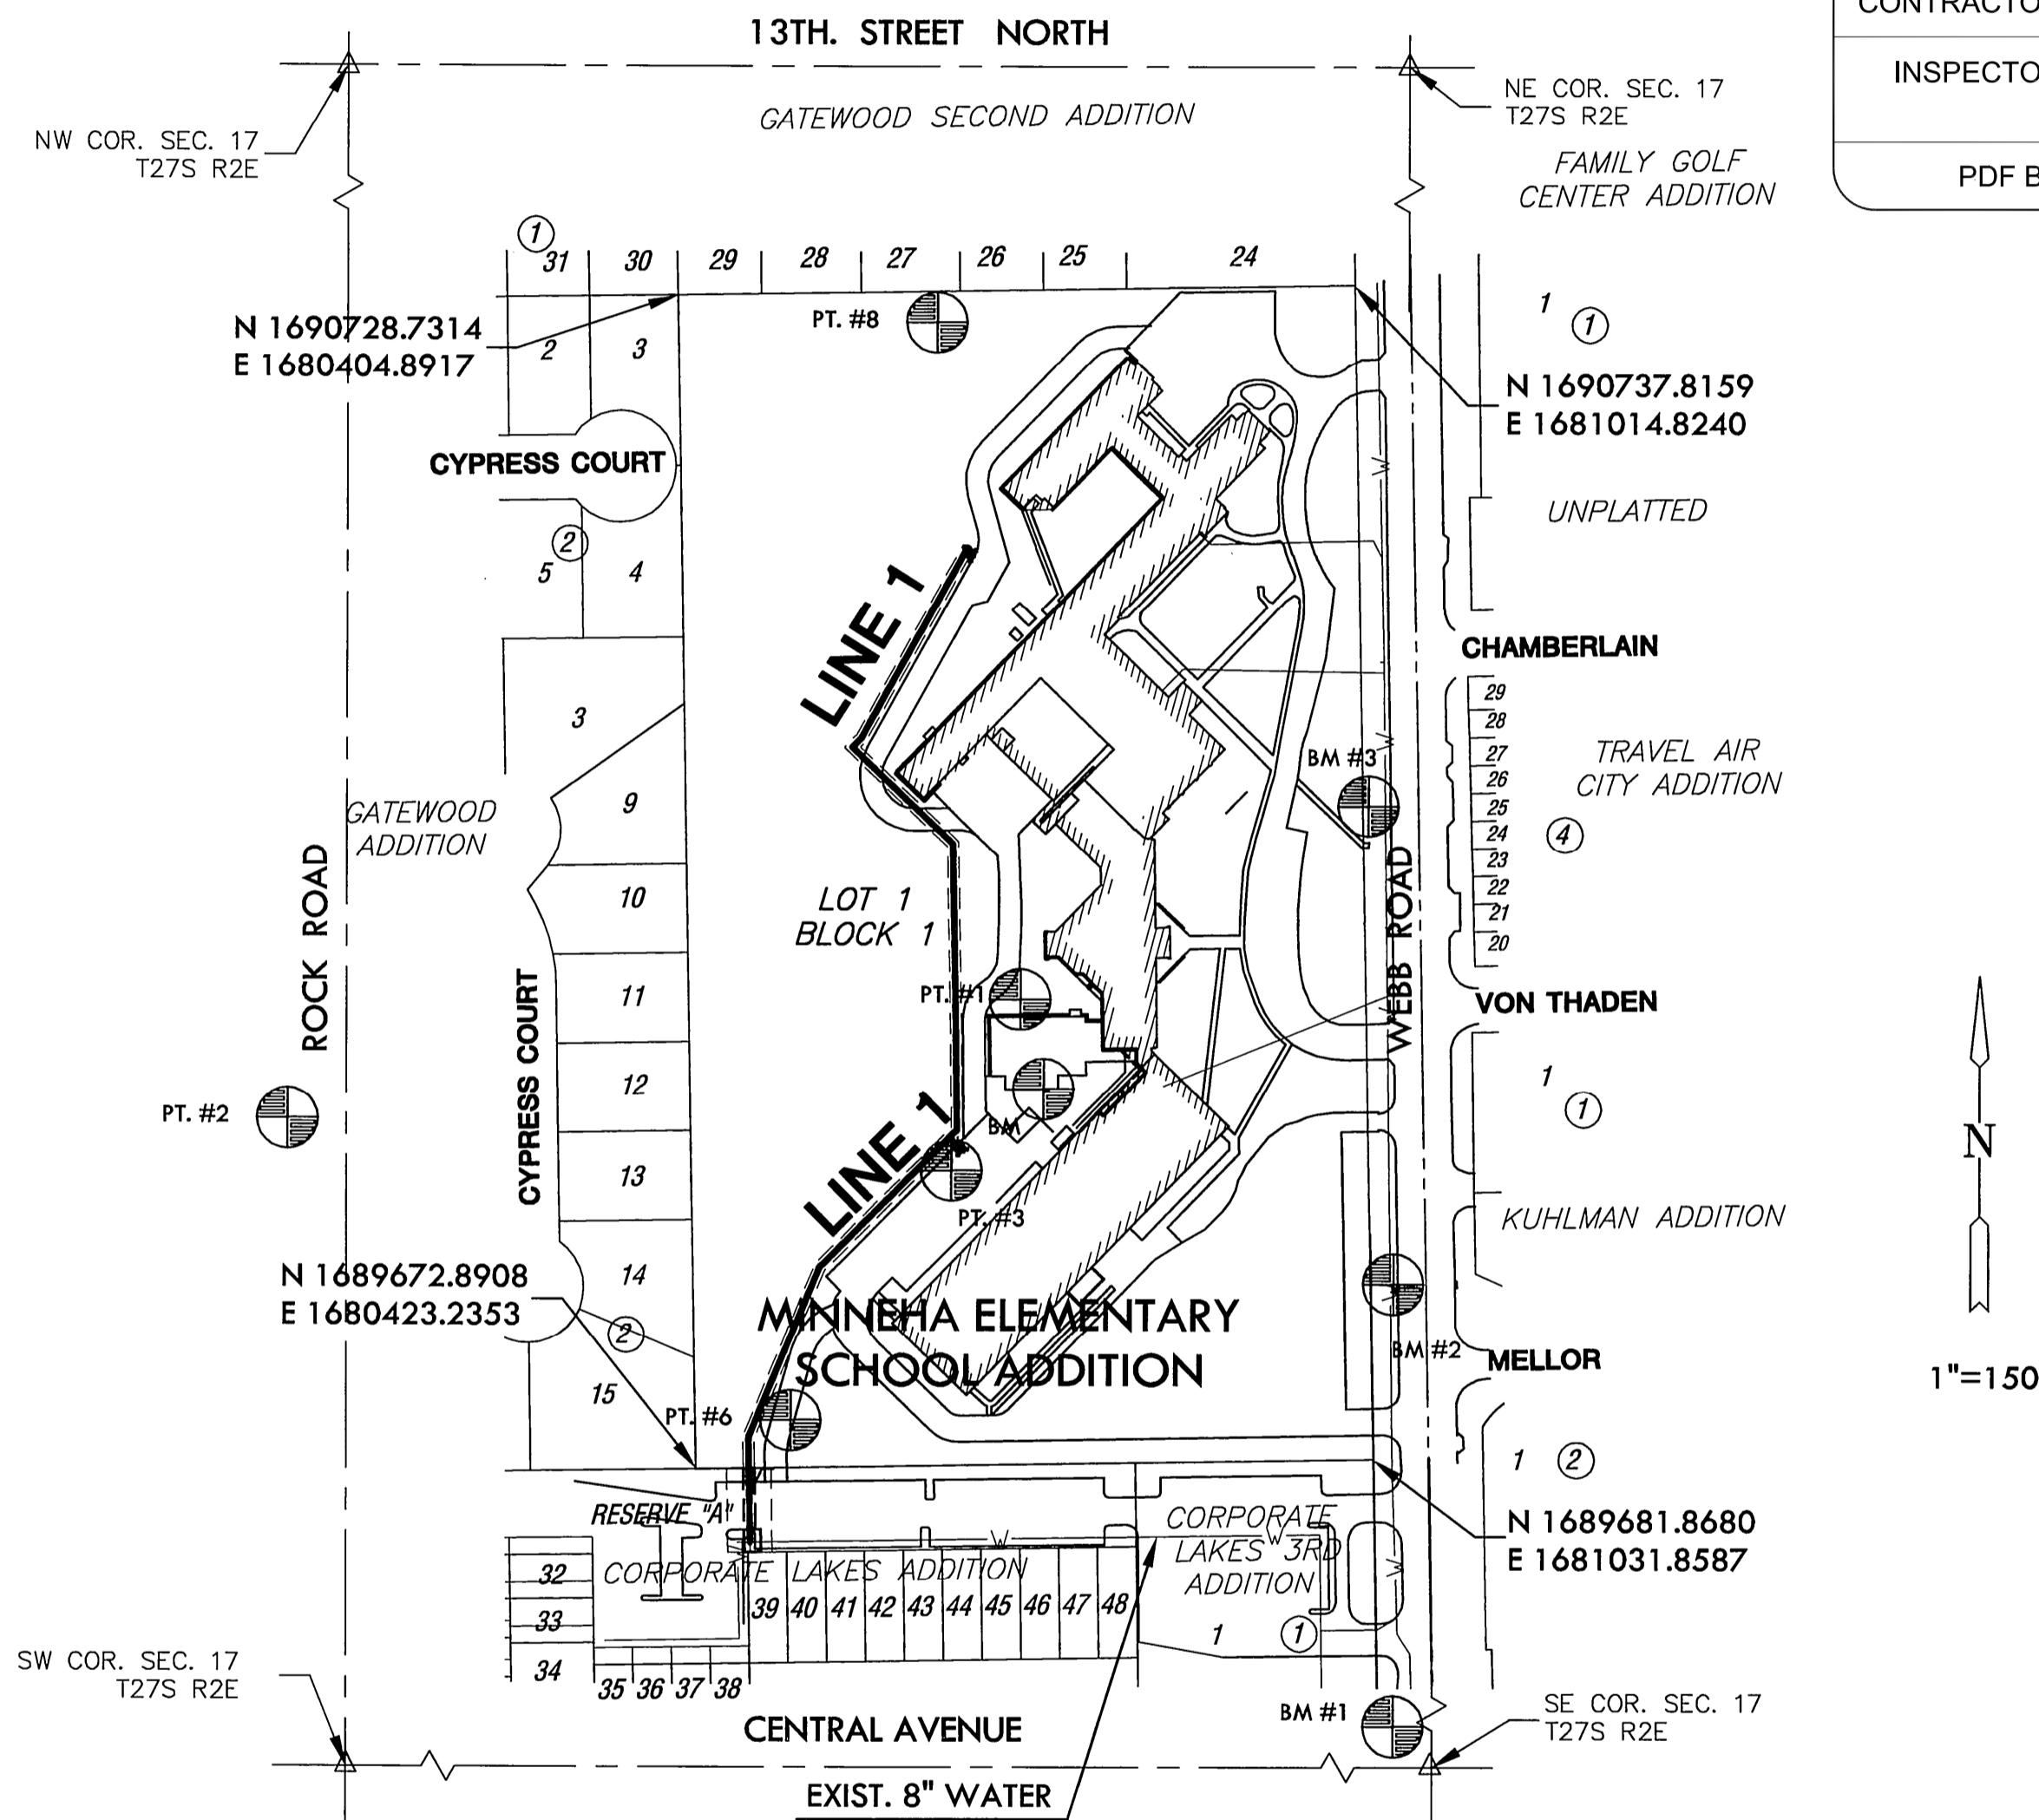 CONTRACTO
INSPECTO
PDF B
13TH. STREET NORTH
NW COR. SEC. 17
T27S R2E
NE COR. SEC. 17
T27S R2E
GATEWOOD SECOND ADDITION
FAMILY GOLF
CENTER ADDITION
1
31 30 29 28 27 26 25 24
N 1690728.7314
E 1680404.8917
PT. #8
2 3
1 1
N 1690737.8159
E 1681014.8240
CYPRESS COURT
W
UNPLATTED
2
5 4
LINE 1
CHAMBERLAIN
3
29
28
27
26
25
24
23
22
21
20
TRAVEL AIR
CITY ADDITION
4
BM #3
W
GATEWOOD
ADDITION
9
10
11
12
13
14
15
2
ROCK ROAD
CYPRESS COURT
LOT 1
BLOCK 1
WEBB ROAD
PT. #1
VON THADEN
PT. #2
BM
1
1
N
LINE 1
PT. #3
KUHLMAN ADDITION
N 1689672.8908
E 1680423.2353
MINNEHA ELEMENTARY
SCHOOL ADDITION
W
BM #2
MELLOR
1"=150
PT. #6
1 2
RESERVE "A"
CORPORATE LAKES ADDITION
W
CORPORATE
LAKES 3RD
ADDITION
W
W
N 1689681.8680
E 1681031.8587
32
33
34
39 40 41 42 43 44 45 46 47 48
1 1
35 36 37 38
SW COR. SEC. 17
T27S R2E
SE COR. SEC. 17
T27S R2E
BM #1
CENTRAL AVENUE
EXIST. 8" WATER